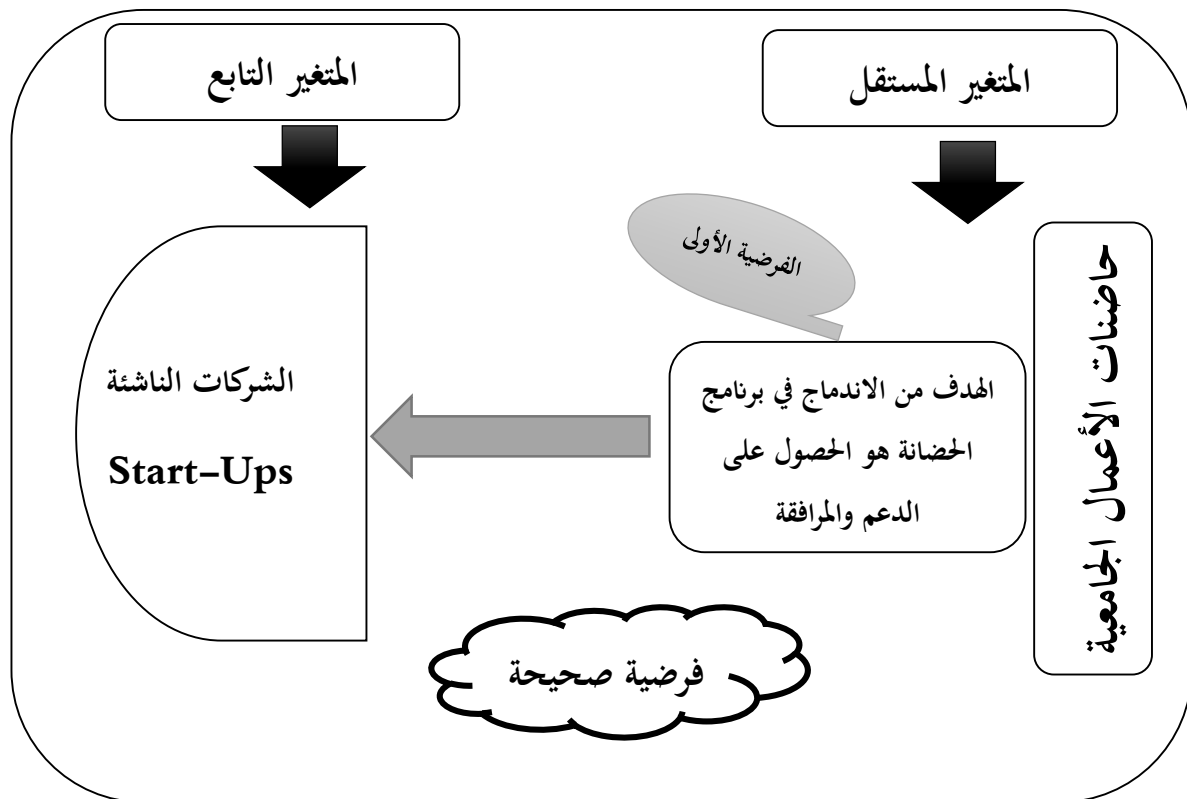 المتغير المستقل
المتغير التابع
حاضنات الأعمال الجامعية
الفرضية الأولى
الهدف من الاندماج في برنامج
الحضانة هو الحصول على
الدعم والمرافقة
الشركات الناشئة
Start-Ups
فرضية صحيحة